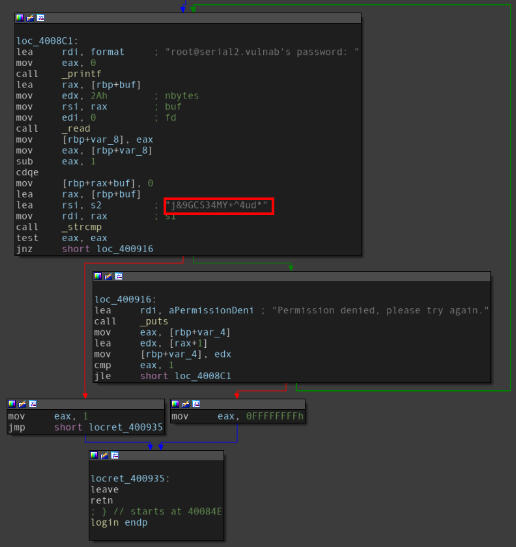 loc_4008C1:
lea rdi, format ; "root@serial2.vulnab's password: "
mov eax, 0
call _printf
lea rax, [rbp+buf]
mov edx, 2Ah ; nbytes
mov rsi, rax ; buf
mov edi, 0 ; fd
call _read
mov [rbp+var_8], eax
mov eax, [rbp+var_8]
sub eax, 1
cdqe
mov [rbp+rax+buf], 0
lea rax, [rbp+buf]
lea rsi, s2 ; "j&9GCS34MY+^4ud*"
mov rdi, rax ; s1
call _strcmp
test eax, eax
jnz short loc_400916
loc_400916:
lea rdi, aPermissionDeni ; "Permission denied, please try again."
call _puts
mov eax, [rbp+var_4]
lea edx, [rax+1]
mov [rbp+var_4], edx
cmp eax, 1
jle short loc_4008C1
mov eax, 1
jmp short locret_400935
mov eax, 0FFFFFFFFh
locret_400935:
leave
retn
; } // starts at 40084E
login endp